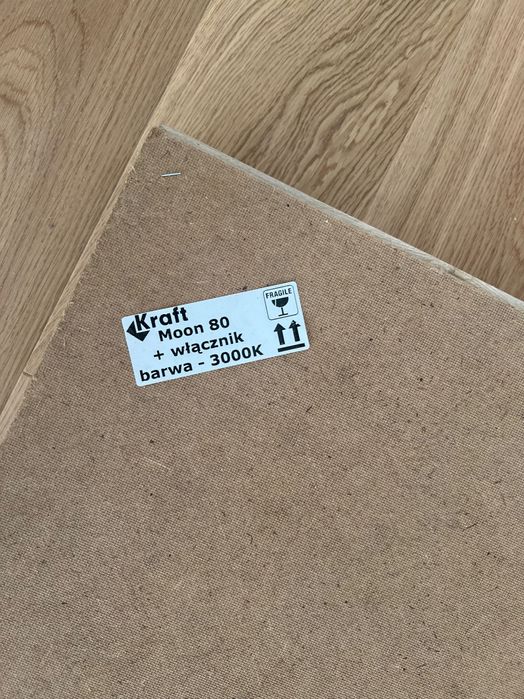 Kraft
Moon 80
+ włącznik
barwa - 3000K
FRAGILE